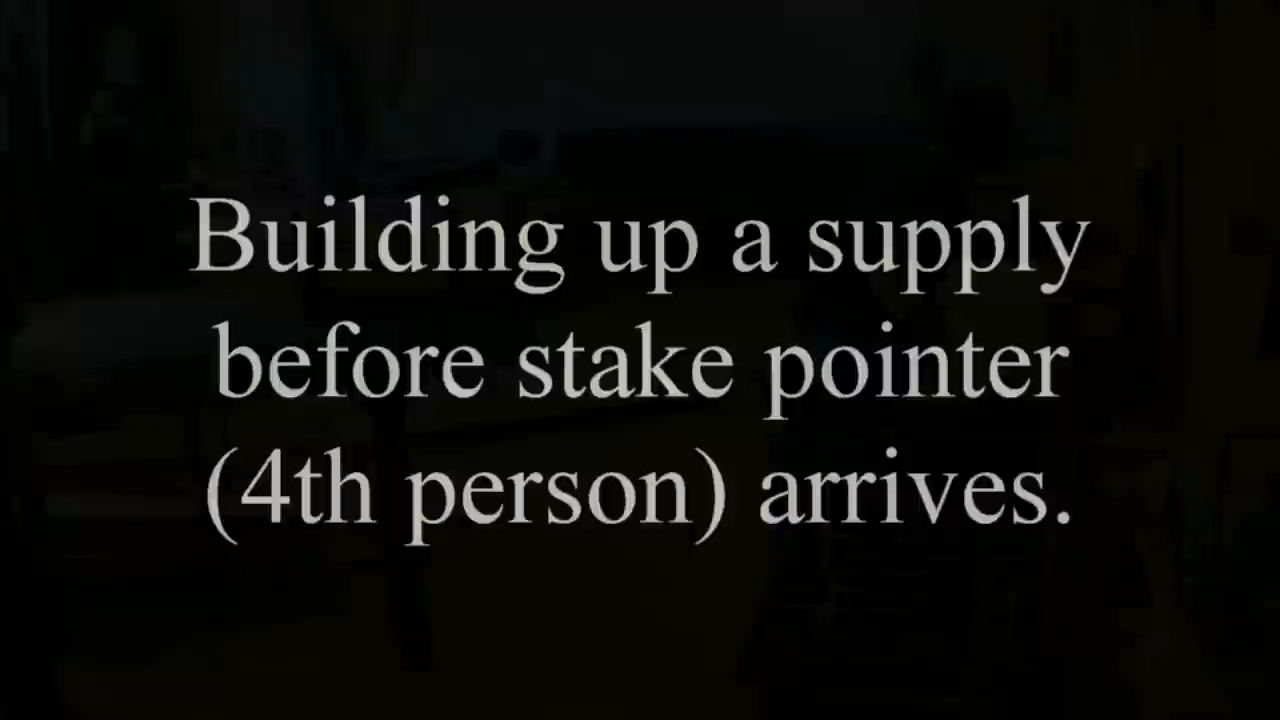 Building up a supply
before stake pointer
(4th person) arrives.